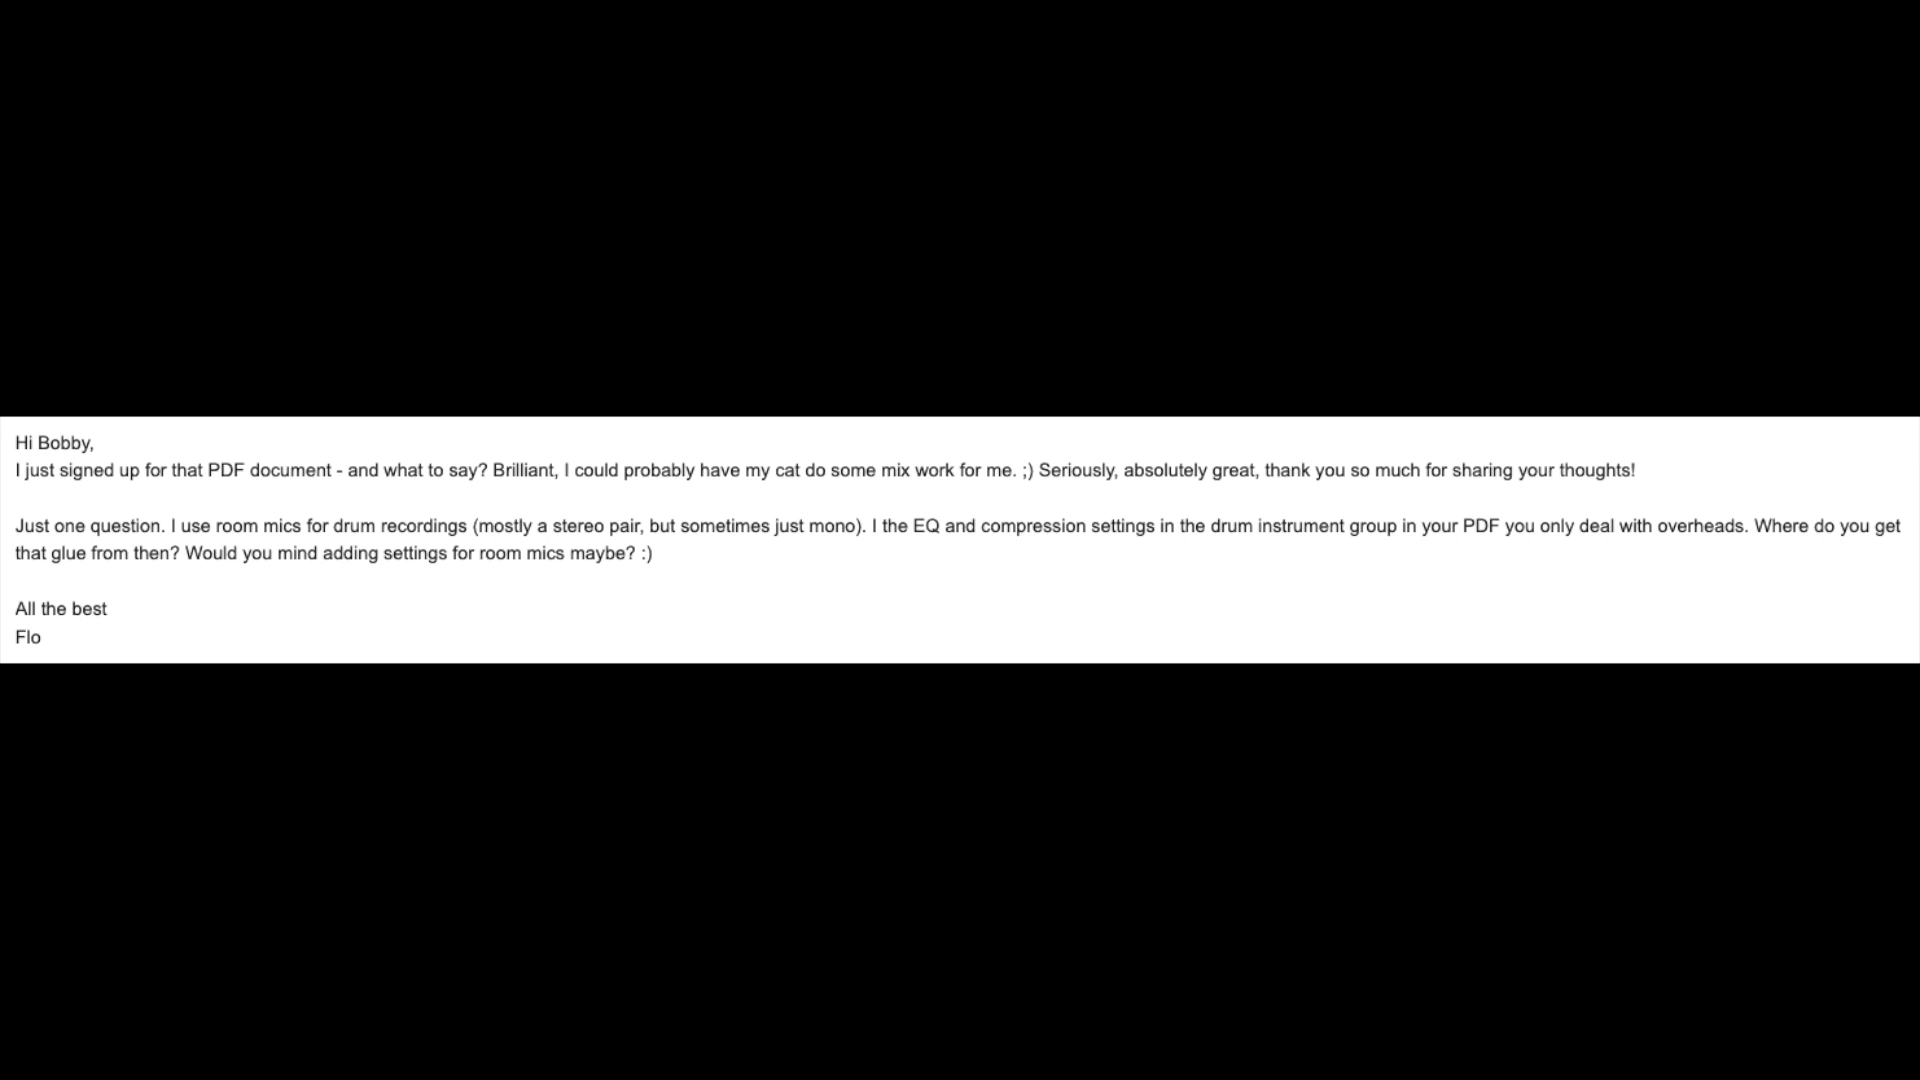 Hi Bobby,
I just signed up for that PDF document - and what to say? Brilliant, I could probably have my cat do some mix work for me. ;) Seriously, absolutely great, thank you so much for sharing your thoughts!
Just one question. I use room mics for drum recordings (mostly a stereo pair, but sometimes just mono). I the EQ and compression settings in the drum instrument group in your PDF you only deal with overheads. Where do you get
that glue from then? Would you mind adding settings for room mics maybe? :)
All the best
Flo